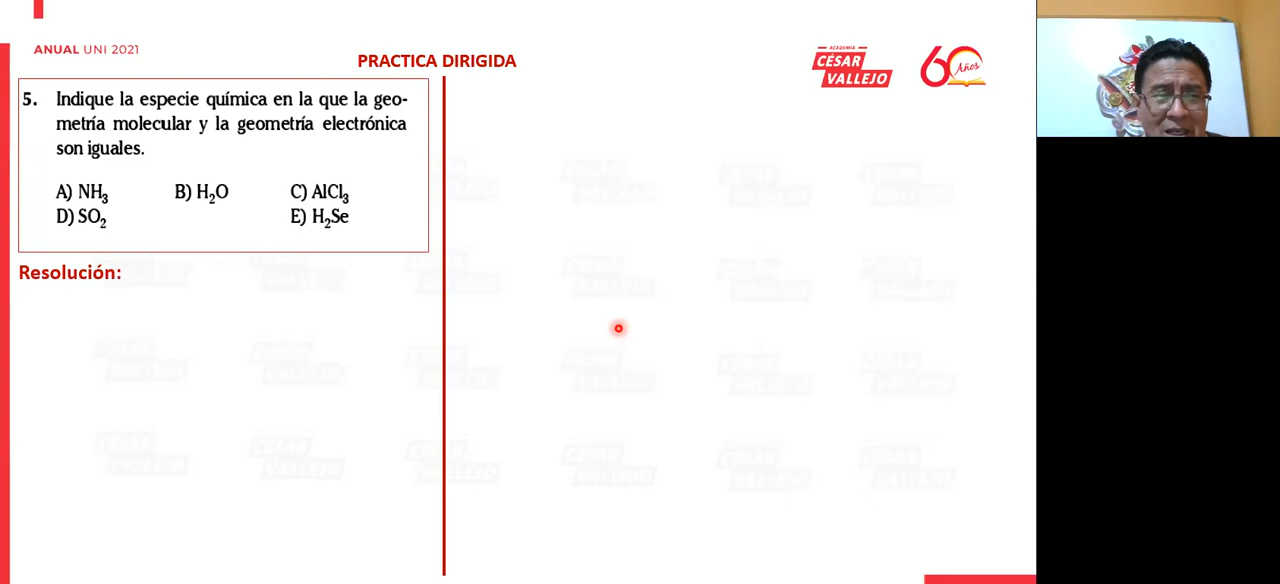 ANUAL UNI 2021
PRACTICA DIRIGIDA
ACADEMIA
CÉSAR
VALLEJO
60
Años
5. Indique la especie química en la que la geo-
metría molecular y la geometría electrónica
son iguales.
A) NH₃ B) H₂O C) AlCl₃
D) SO₂ E) H₂Se
Resolución: